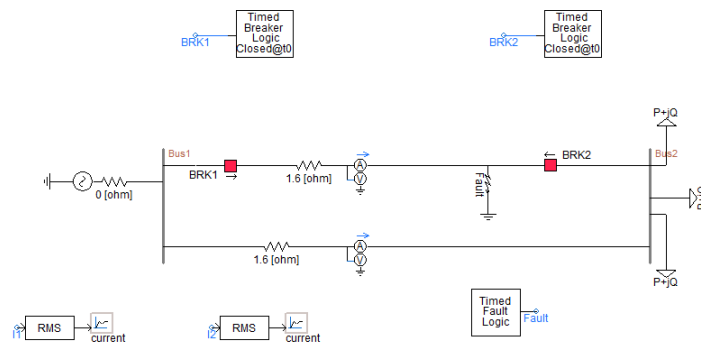 Timed
Breaker
Logic
Closed@t0
BRK1
Timed
Breaker
Logic
Closed@t0
BRK2
P+jQ
Bus1
BRK2
Bus2
BRK1
1.6 [ohm]
A
V
Fault
0 [ohm]
1.6 [ohm]
A
V
P+jQ
I1
RMS
current
I2
RMS
current
Timed
Fault
Logic
Fault